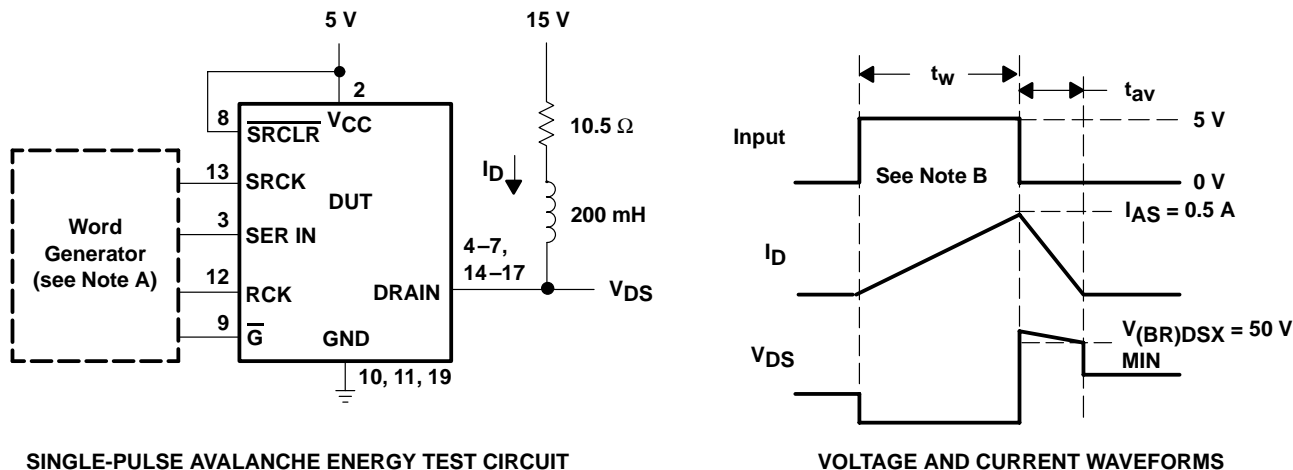 5 V
15 V
2
8
SRCLR
VCC
10.5 Ω
13
SRCK
DUT
ID
Word
Generator
(see Note A)
3
SER IN
200 mH
4–7,
14–17
12
RCK
DRAIN
VDS
9
G
GND
10, 11, 19
SINGLE-PULSE AVALANCHE ENERGY TEST CIRCUIT
tw
tav
Input
5 V
See Note B
0 V
IAS = 0.5 A
ID
V(BR)DSX = 50 V
MIN
VDS
VOLTAGE AND CURRENT WAVEFORMS